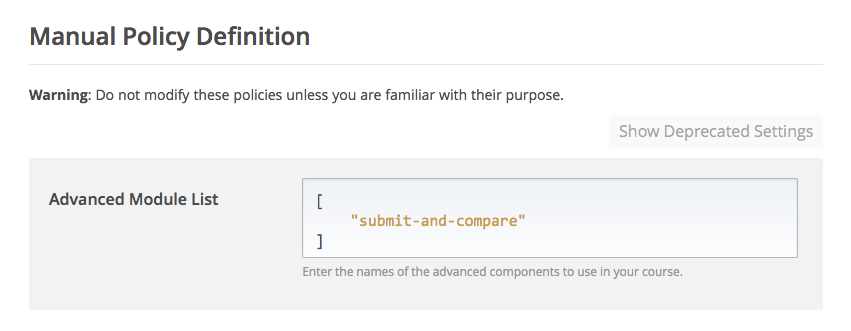 Manual Policy Definition
Warning: Do not modify these policies unless you are familiar with their purpose.
Show Deprecated Settings
Advanced Module List
[
"submit-and-compare"
]
Enter the names of the advanced components to use in your course.